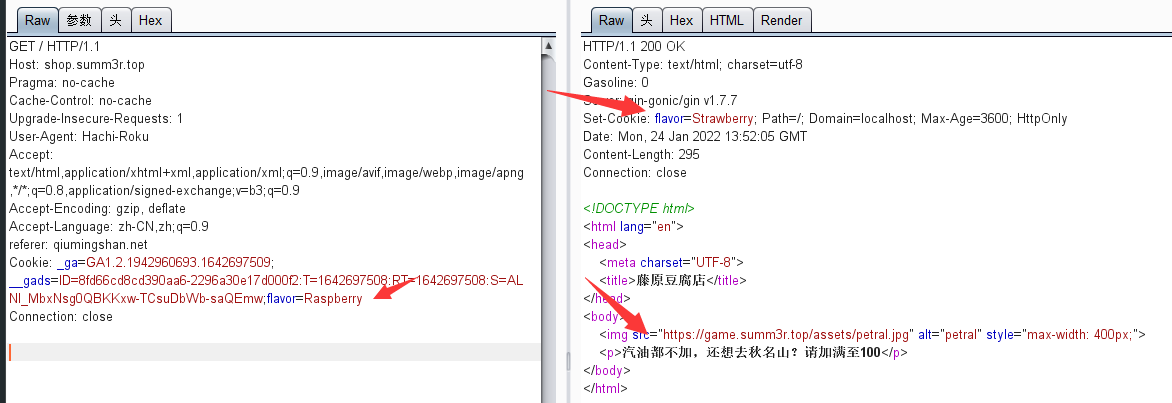 Raw 参数 头 Hex
GET / HTTP/1.1
Host: shop.summ3r.top
Pragma: no-cache
Cache-Control: no-cache
Upgrade-Insecure-Requests: 1
User-Agent: Hachi-Roku
Accept:
text/html,application/xhtml+xml,application/xml;q=0.9,image/avif,image/webp,image/apng
,*/*;q=0.8,application/signed-exchange;v=b3;q=0.9
Accept-Encoding: gzip, deflate
Accept-Language: zh-CN,zh;q=0.9
referer: qiumingshan.net
Cookie: _ga=GA1.2.1942960693.1642697509;
__gads=ID=8fd66cd8cd390aa6-2296a30e17d000f2:T=1642697508:RT=1642697508:S=AL
NI_MbxNsg0QBKKxw-TCsuDbWb-saQEmw;flavor=Raspberry
Connection: close
Raw 头 Hex HTML Render
HTTP/1.1 200 OK
Content-Type: text/html; charset=utf-8
Gasoline: 0
Server: gin-gonic/gin v1.7.7
Set-Cookie: flavor=Strawberry; Path=/; Domain=localhost; Max-Age=3600; HttpOnly
Date: Mon, 24 Jan 2022 13:52:05 GMT
Content-Length: 295
Connection: close
<!DOCTYPE html>
<html lang="en">
<head>
<meta charset="UTF-8">
<title>藤原豆腐店</title>
</head>
<body>
<img src="https://game.summ3r.top/assets/petral.jpg" alt="petral" style="max-width: 400px;">
<p>汽油都不加，还想去秋名山？请加满至100</p>
</body>
</html>